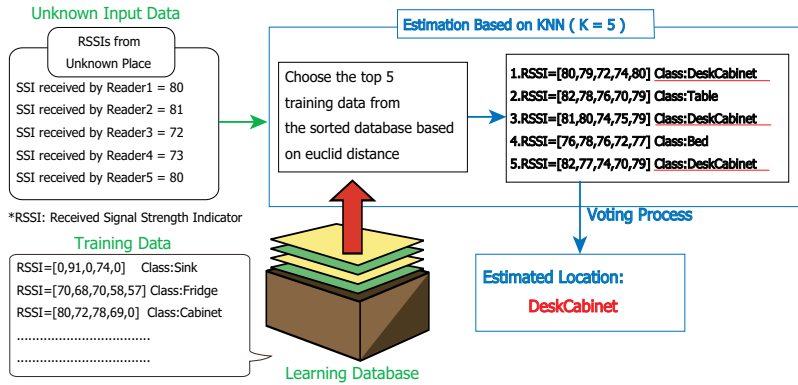 Unknown Input Data
RSSIs from
Unknown Place
SSI received by Reader1 = 80
SSI received by Reader2 = 81
SSI received by Reader3 = 72
SSI received by Reader4 = 73
SSI received by Reader5 = 80
*RSSI: Received Signal Strength Indicator
Training Data
RSSI=[0,91,0,74,0] Class:Sink
RSSI=[70,68,70,58,57] Class:Fridge
RSSI=[80,72,78,69,0] Class:Cabinet
..................................
..................................
Learning Database
Estimation Based on KNN ( K = 5 )
Choose the top 5
training data from
the sorted database based
on euclid distance
1.RSSI=[80,79,72,74,80] Class:DeskCabinet
2.RSSI=[82,78,76,70,79] Class:Table
3.RSSI=[81,80,74,75,79] Class:DeskCabinet
4.RSSI=[76,78,76,72,77] Class:Bed
5.RSSI=[82,77,74,70,79] Class:DeskCabinet
Voting Process
Estimated Location:
DeskCabinet